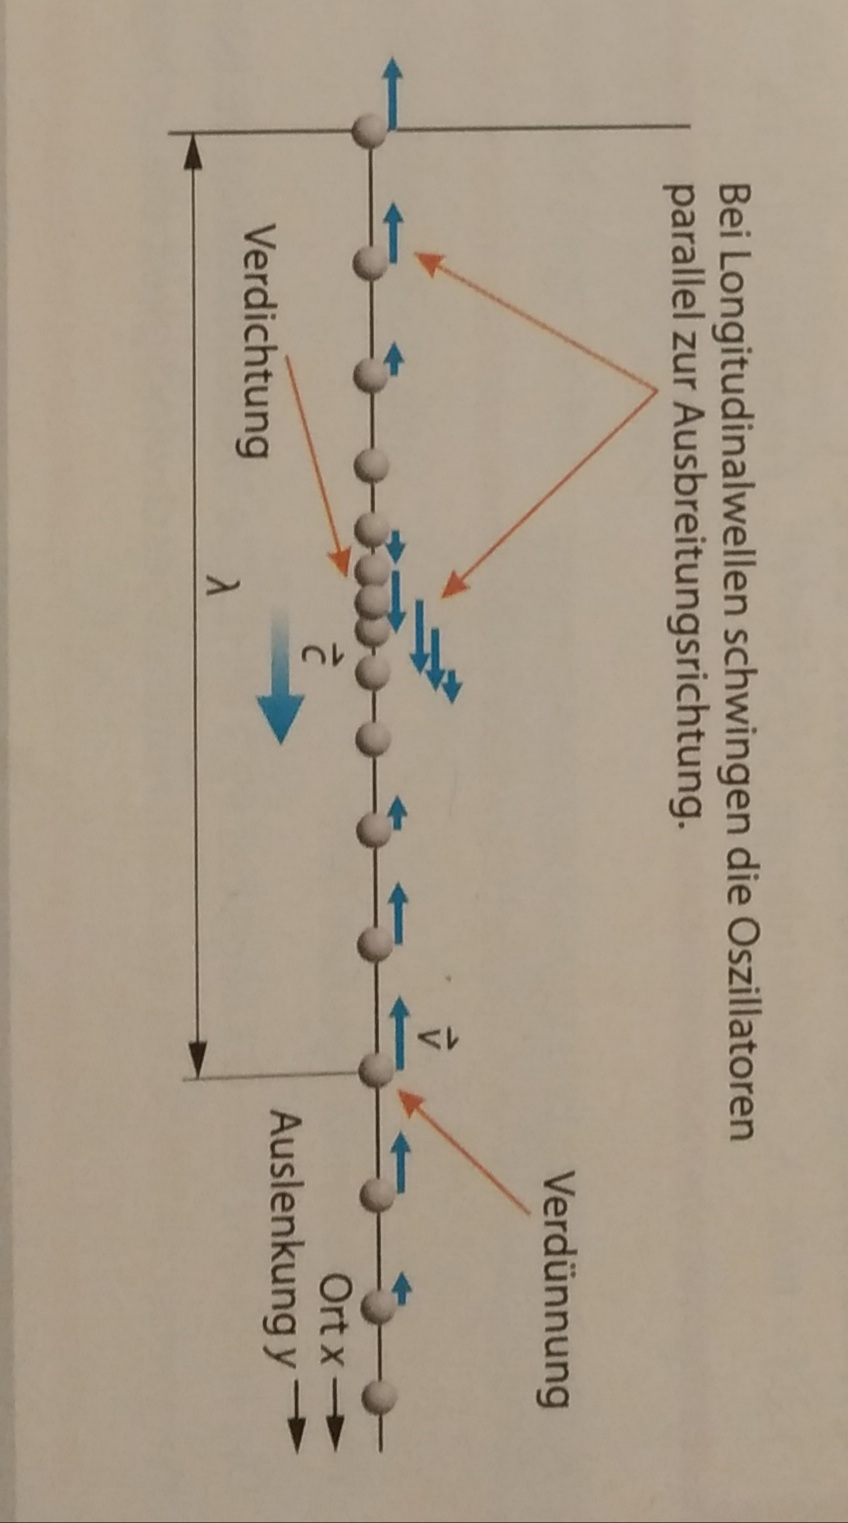 Bei Longitudinalwellen schwingen die Oszillatoren
parallel zur Ausbreitungsrichtung.
Verdünnung
v⃗
Verdichtung
c⃗
λ
Ort x
Auslenkung y